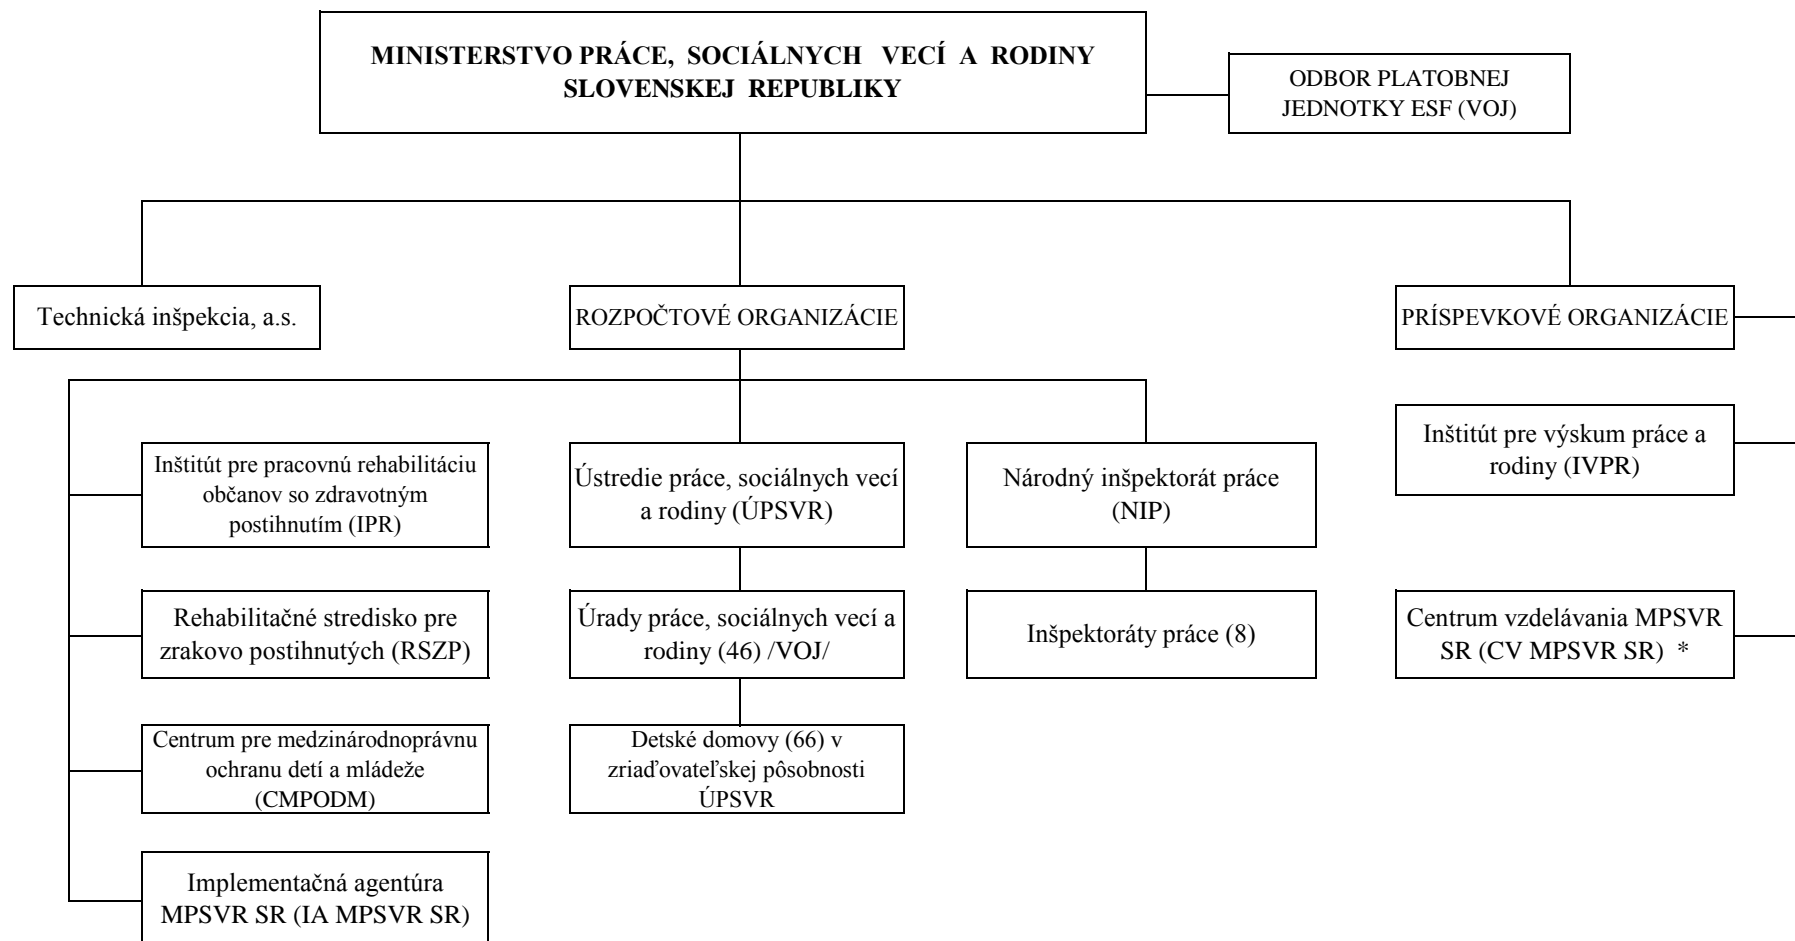 MINISTERSTVO PRÁCE, SOCIÁLNYCH VECÍ A RODINY
SLOVENSKEJ REPUBLIKY
ODBOR PLATOBNEJ
JEDNOTKY ESF (VOJ)
Technická inšpekcia, a.s.
ROZPOČTOVÉ ORGANIZÁCIE
PRÍSPEVKOVÉ ORGANIZÁCIE
Inštitút pre pracovnú rehabilitáciu
občanov so zdravotným
postihnutím (IPR)
Ústredie práce, sociálnych vecí
a rodiny (ÚPSVR)
Národný inšpektorát práce
(NIP)
Inštitút pre výskum práce a
rodiny (IVPR)
Rehabilitačné stredisko pre
zrakovo postihnutých (RSZP)
Úrady práce, sociálnych vecí a
rodiny (46) /VOJ/
Inšpektoráty práce (8)
Centrum vzdelávania MPSVR
SR (CV MPSVR SR) *
Centrum pre medzinárodnoprávnu
ochranu detí a mládeže
(CMPODM)
Detské domovy (66) v
zriaďovateľskej pôsobnosti
ÚPSVR
Implementačná agentúra
MPSVR SR (IA MPSVR SR)